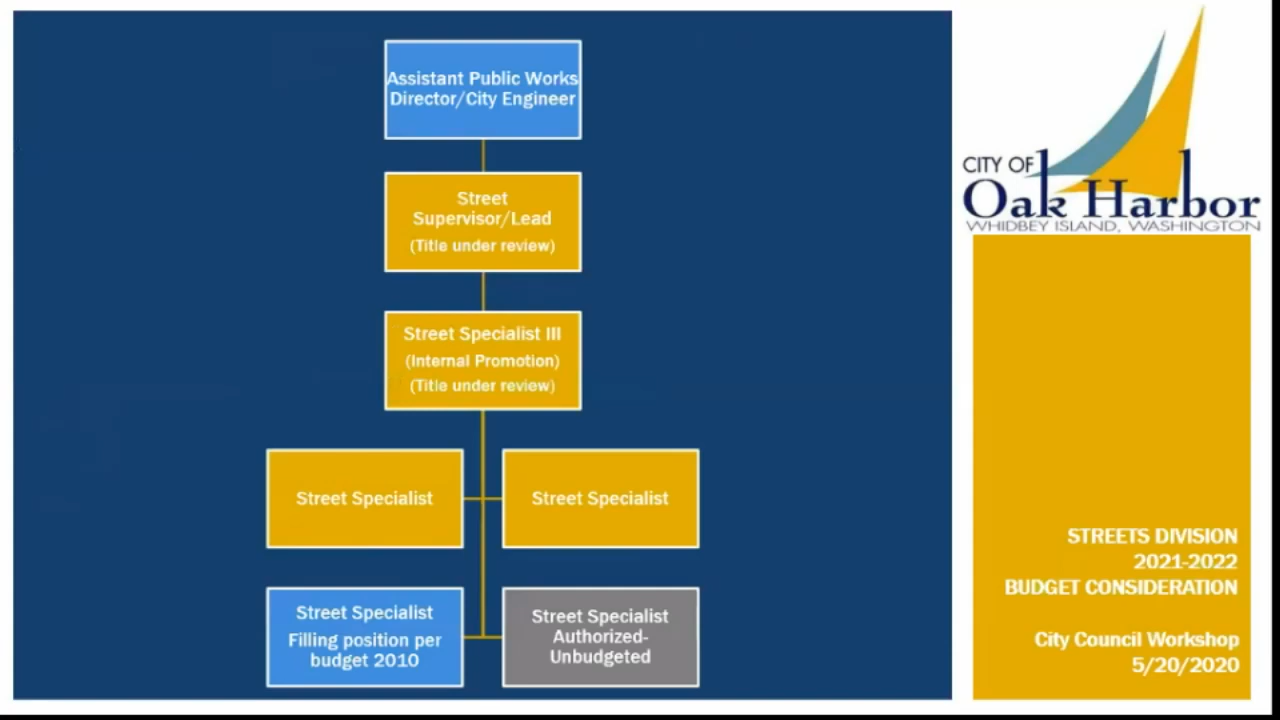 Assistant Public Works
Director/City Engineer
Street
Supervisor/Lead
(Title under review)
Street Specialist III
(Internal Promotion)
(Title under review)
Street Specialist
Street Specialist
Street Specialist
Filling position per
budget 2010
Street Specialist
Authorized-
Unbudgeted
CITY OF
Oak Harbor
WHIDBEY ISLAND, WASHINGTON
STREETS DIVISION
2021-2022
BUDGET CONSIDERATION
City Council Workshop
5/20/2020